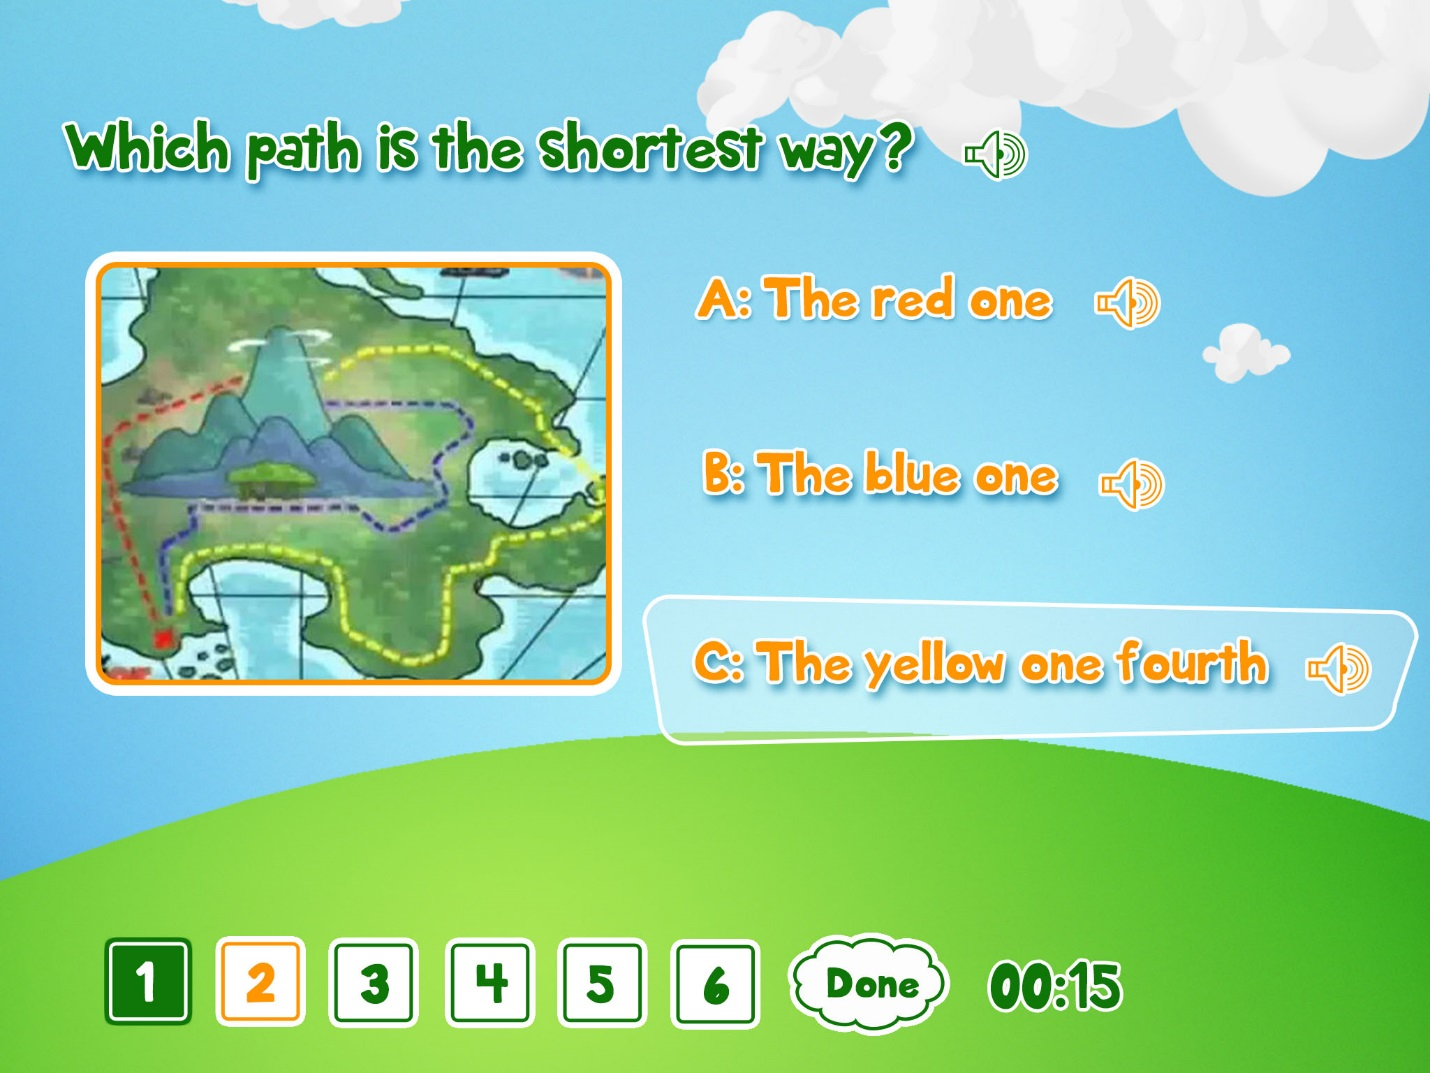 Which path is the shortest way?
A: The red one
B: The blue one
C: The yellow one fourth
1 2 3 4 5 6 Done 00:15